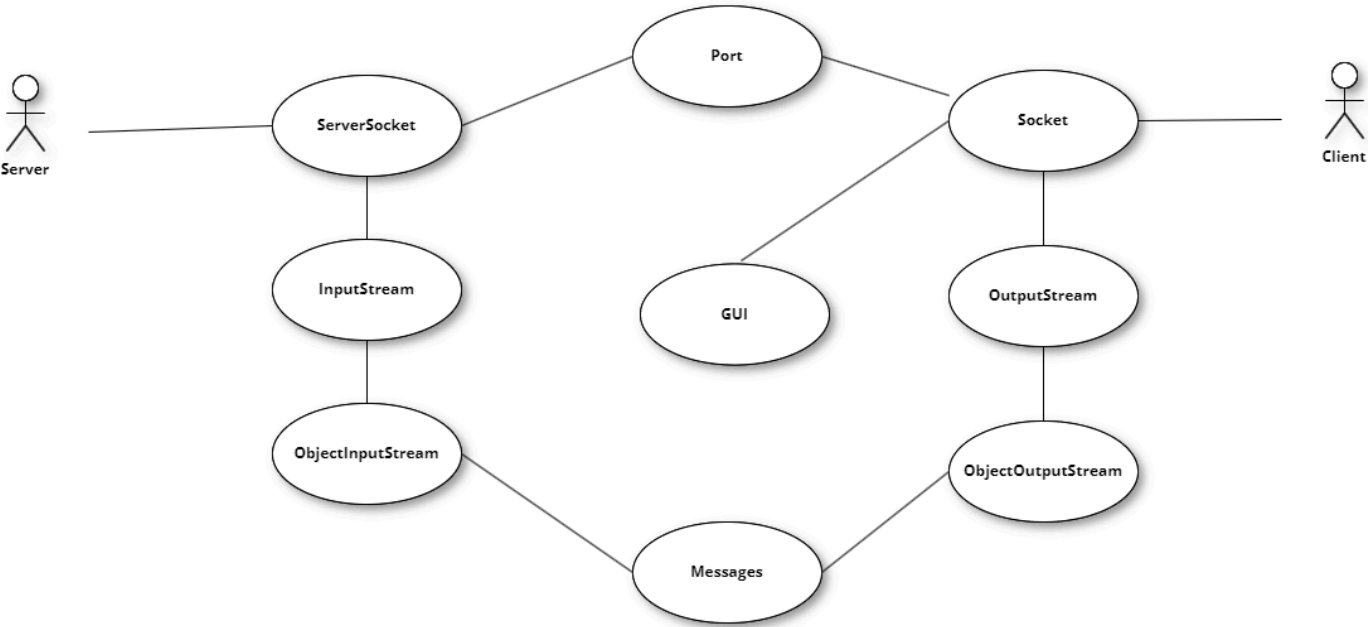 Port
ServerSocket
Socket
Server
Client
InputStream
OutputStream
GUI
ObjectInputStream
ObjectOutputStream
Messages